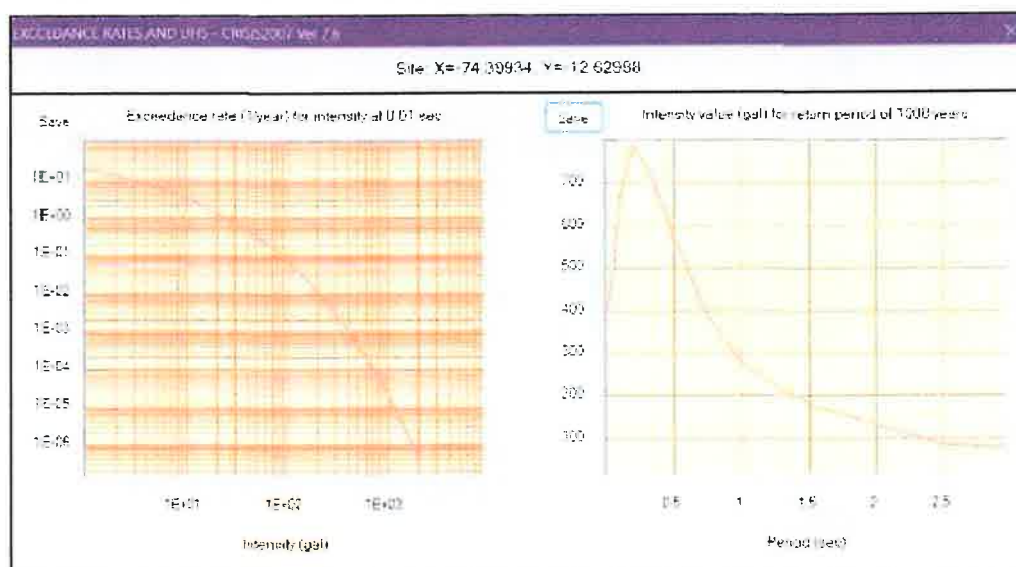 EXCEEDANCE RATES AND UHS - CRISIS2007 Ver 7.6
Site: X=-74.39934, Y=-12.62998
Save
Exceedance rate (1/year) for intensity at 0.01 sec
1E+01
1E+00
1E-01
1E-02
1E-03
1E-04
1E-05
1E-06
1E+01 1E+02 1E+03
Intensity (gal)
Save
Intensity value (gal) for return period of 1000 years
700
600
500
400
300
200
100
0.5 1 1.5 2 2.5
Period (sec)